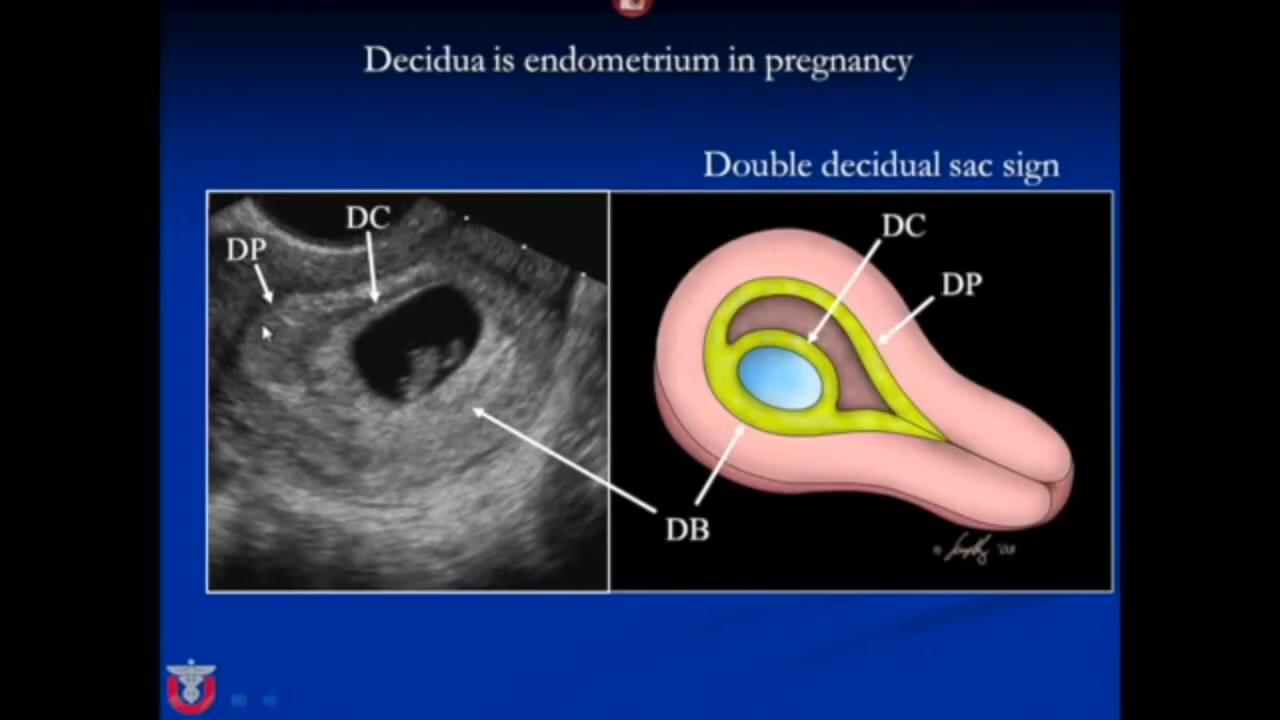 Decidua is endometrium in pregnancy
Double decidual sac sign
DC
DP
DC
DP
DB